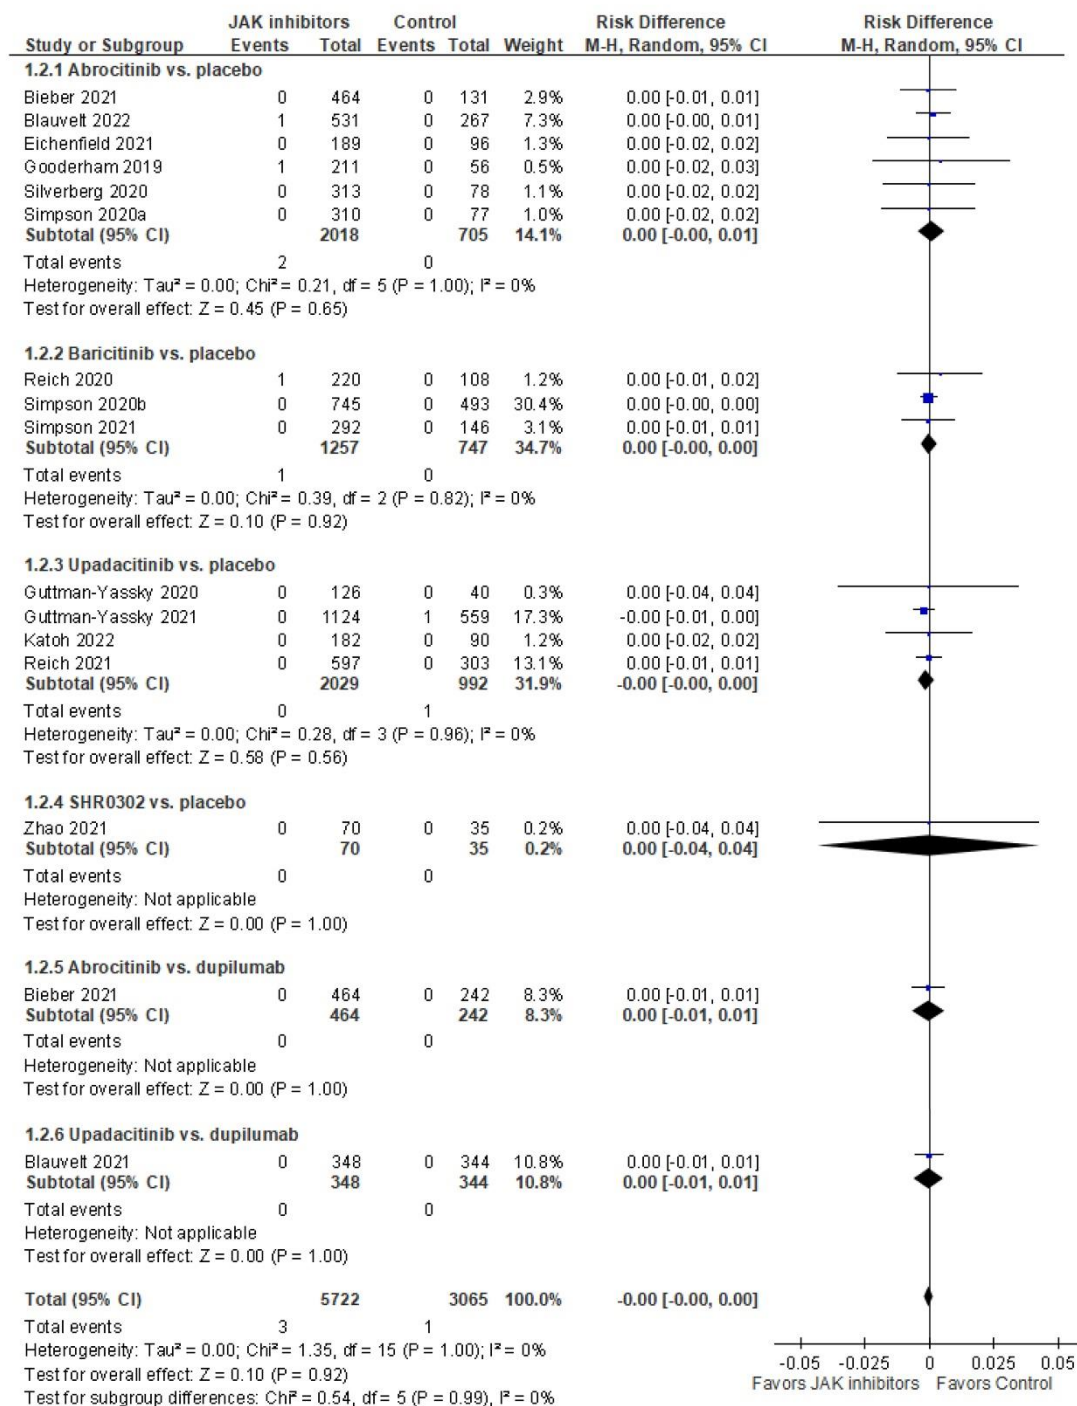 JAK inhibitors Control Risk Difference Risk Difference
Study or Subgroup Events Total Events Total Weight M-H, Random, 95% CI M-H, Random, 95% CI
1.2.1 Abrocitinib vs. placebo
Bieber 2021 0 464 0 131 2.9% 0.00 [-0.01, 0.01]
Blauvelt 2022 1 531 0 267 7.3% 0.00 [-0.00, 0.01]
Eichenfield 2021 0 189 0 96 1.3% 0.00 [-0.02, 0.02]
Gooderham 2019 1 211 0 56 0.5% 0.00 [-0.02, 0.03]
Silverberg 2020 0 313 0 78 1.1% 0.00 [-0.02, 0.02]
Simpson 2020a 0 310 0 77 1.0% 0.00 [-0.02, 0.02]
Subtotal (95% CI) 2018 705 14.1% 0.00 [-0.00, 0.01]
Total events 2 0
Heterogeneity: Tau² = 0.00; Chi² = 0.21, df = 5 (P = 1.00); I² = 0%
Test for overall effect: Z = 0.45 (P = 0.65)
1.2.2 Baricitinib vs. placebo
Reich 2020 1 220 0 108 1.2% 0.00 [-0.01, 0.02]
Simpson 2020b 0 745 0 493 30.4% 0.00 [-0.00, 0.00]
Simpson 2021 0 292 0 146 3.1% 0.00 [-0.01, 0.01]
Subtotal (95% CI) 1257 747 34.7% 0.00 [-0.00, 0.00]
Total events 1 0
Heterogeneity: Tau² = 0.00; Chi² = 0.39, df = 2 (P = 0.82); I² = 0%
Test for overall effect: Z = 0.10 (P = 0.92)
1.2.3 Upadacitinib vs. placebo
Guttman-Yassky 2020 0 126 0 40 0.3% 0.00 [-0.04, 0.04]
Guttman-Yassky 2021 0 1124 1 559 17.3% -0.00 [-0.01, 0.00]
Katoh 2022 0 182 0 90 1.2% 0.00 [-0.02, 0.02]
Reich 2021 0 597 0 303 13.1% 0.00 [-0.01, 0.01]
Subtotal (95% CI) 2029 992 31.9% -0.00 [-0.00, 0.00]
Total events 0 1
Heterogeneity: Tau² = 0.00; Chi² = 0.28, df = 3 (P = 0.96); I² = 0%
Test for overall effect: Z = 0.58 (P = 0.56)
1.2.4 SHR0302 vs. placebo
Zhao 2021 0 70 0 35 0.2% 0.00 [-0.04, 0.04]
Subtotal (95% CI) 70 35 0.2% 0.00 [-0.04, 0.04]
Total events 0 0
Heterogeneity: Not applicable
Test for overall effect: Z = 0.00 (P = 1.00)
1.2.5 Abrocitinib vs. dupilumab
Bieber 2021 0 464 0 242 8.3% 0.00 [-0.01, 0.01]
Subtotal (95% CI) 464 242 8.3% 0.00 [-0.01, 0.01]
Total events 0 0
Heterogeneity: Not applicable
Test for overall effect: Z = 0.00 (P = 1.00)
1.2.6 Upadacitinib vs. dupilumab
Blauvelt 2021 0 348 0 344 10.8% 0.00 [-0.01, 0.01]
Subtotal (95% CI) 348 344 10.8% 0.00 [-0.01, 0.01]
Total events 0 0
Heterogeneity: Not applicable
Test for overall effect: Z = 0.00 (P = 1.00)
Total (95% CI) 5722 3065 100.0% -0.00 [-0.00, 0.00]
Total events 3 1
Heterogeneity: Tau² = 0.00; Chi² = 1.35, df = 15 (P = 1.00); I² = 0%
Test for overall effect: Z = 0.10 (P = 0.92)
Test for subgroup differences: Chi² = 0.54, df = 5 (P = 0.99), I² = 0%
-0.05 -0.025 0 0.025 0.05
Favors JAK inhibitors Favors Control